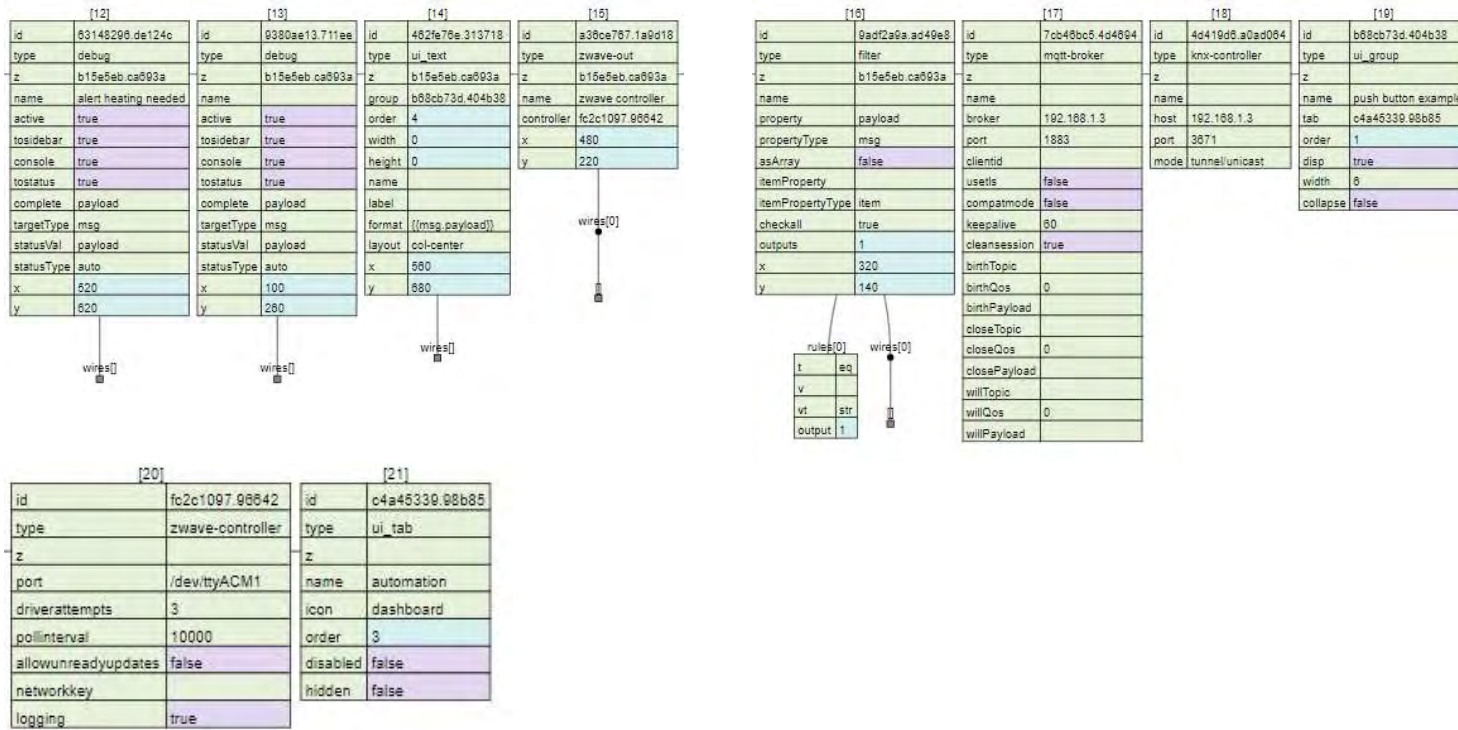 [12]
id 63148296.de124c
type debug
z b15e5eb.ca693a
name alert heating needed
active true
tosidebar true
console true
tostatus true
complete payload
targetType msg
statusVal payload
statusType auto
x 520
y 620
wires[]
[13]
id 9380ae13.711ee
type debug
z b15e5eb.ca693a
name
active true
tosidebar true
console true
tostatus true
complete payload
targetType msg
statusVal payload
statusType auto
x 100
y 260
wires[]
[14]
id 462fe76e.313718
type ui_text
z b15e5eb.ca693a
group b68cb73d.404b38
order 4
width 0
height 0
name
label
format {{msg.payload}}
layout col-center
x 560
y 680
wires[]
[15]
id a36ce767.1a9d18
type zwave-out
z b15e5eb.ca693a
name zwave controller
controller fc2c1097.96642
x 480
y 220
wires[0]
[]
[16]
id 9adf2a9a.ad49e8
type filter
z b15e5eb.ca693a
name
property payload
propertyType msg
asArray false
itemProperty
itemPropertyType item
checkall true
outputs 1
x 320
y 140
rules[0]
t eq
v
vt str
output 1
wires[0]
[]
[17]
id 7cb46bc5.4d4694
type mqtt-broker
z
name
broker 192.168.1.3
port 1883
clientid
usetls false
compatmode false
keepalive 60
cleansession true
birthTopic
birthQos 0
birthPayload
closeTopic
closeQos 0
closePayload
willTopic
willQos 0
willPayload
[18]
id 4d419d6.a0ad064
type knx-controller
z
name
host 192.168.1.3
port 3671
mode tunnel/unicast
[19]
id b68cb73d.404b38
type ui_group
z
name push button example
tab c4a45339.98b85
order 1
disp true
width 6
collapse false
[20]
id fc2c1097.96642
type zwave-controller
z
port /dev/ttyACM1
driverattempts 3
pollinterval 10000
allowunreadyupdates false
networkkey
logging true
[21]
id c4a45339.98b85
type ui_tab
z
name automation
icon dashboard
order 3
disabled false
hidden false